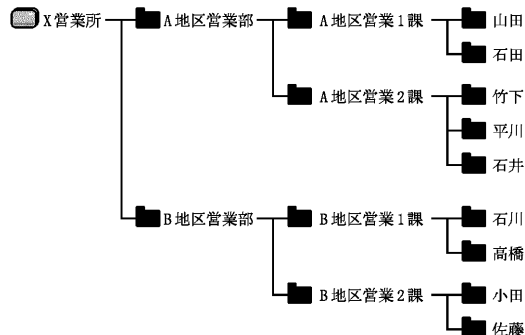 X営業所 A地区営業部 A地区営業1課 山田
石田
A地区営業2課 竹下
平川
石井
B地区営業部 B地区営業1課 石川
高橋
B地区営業2課 小田
佐藤